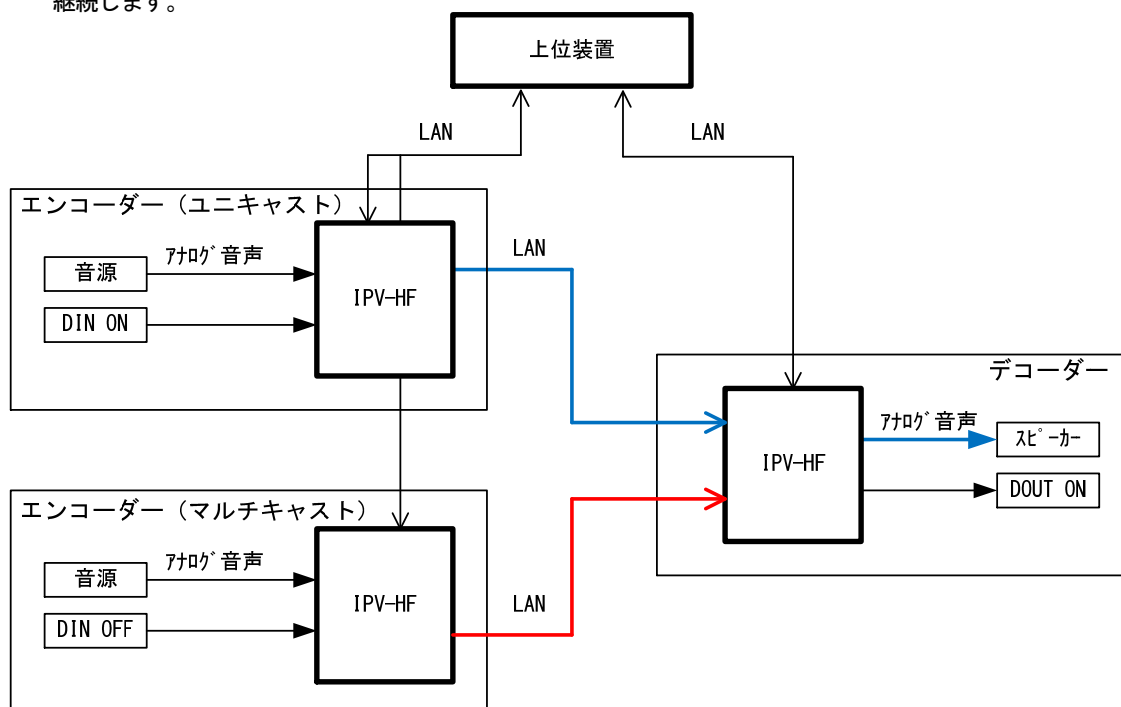 継続します。
上位装置
LAN
LAN
エンコーダー（ユニキャスト）
音源
ｱﾅﾛｸﾞ音声
DIN ON
IPV-HF
LAN
デコーダー
IPV-HF
ｱﾅﾛｸﾞ音声
ｽﾋﾟｰｶｰ
DOUT ON
エンコーダー（マルチキャスト）
音源
ｱﾅﾛｸﾞ音声
DIN OFF
IPV-HF
LAN